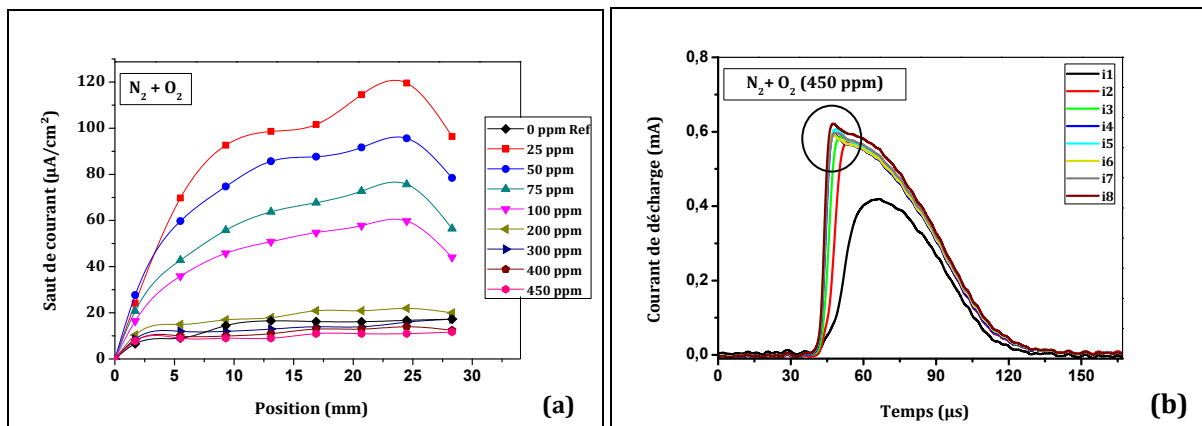 N₂ + O₂
Saut de courant (µA/cm²)
120
100
80
60
40
20
0
0
5
10
15
20
25
30
Position (mm)
0 ppm Ref
25 ppm
50 ppm
75 ppm
100 ppm
200 ppm
300 ppm
400 ppm
450 ppm
(a)
N₂+ O₂ (450 ppm)
Courant de décharge (mA)
0,8
0,6
0,4
0,2
0,0
0
30
60
90
120
150
Temps (µs)
i1
i2
i3
i4
i5
i6
i7
i8
(b)